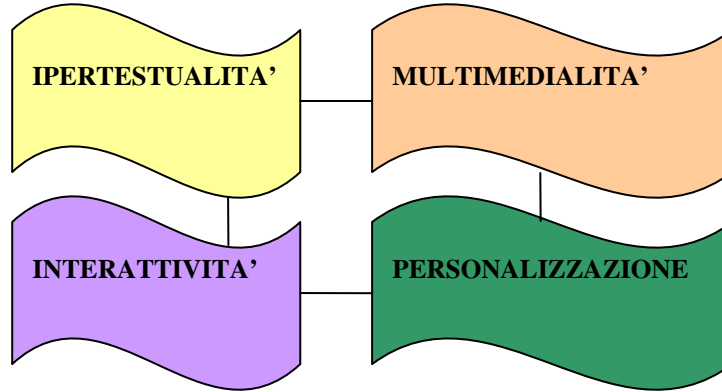 IPERTESTUALITA’
MULTIMEDIALITA’
INTERATTIVITA’
PERSONALIZZAZIONE